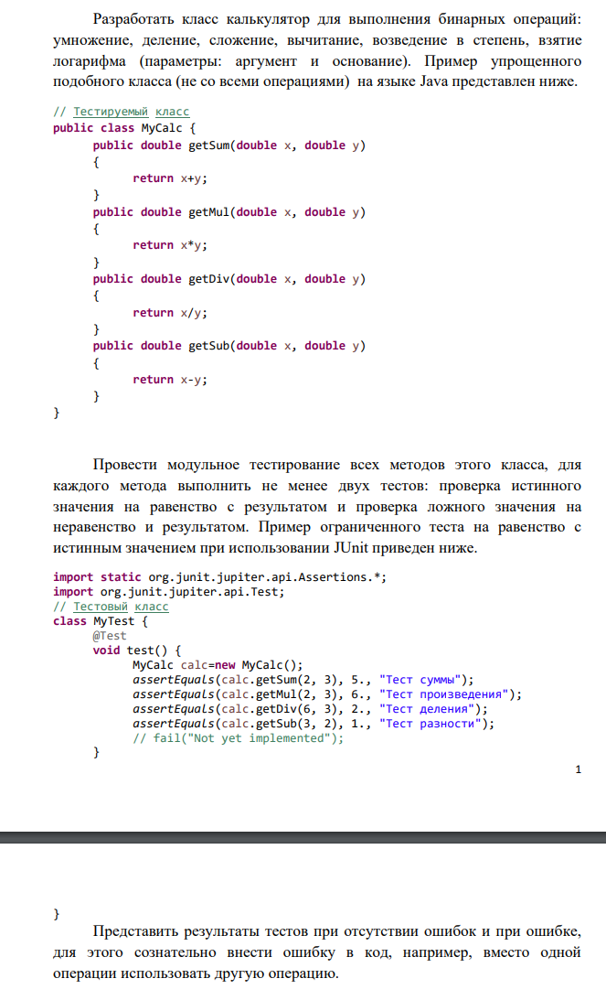 Разработать класс калькулятор для выполнения бинарных операций:
умножение, деление, сложение, вычитание, возведение в степень, взятие
логарифма (параметры: аргумент и основание). Пример упрощенного
подобного класса (не со всеми операциями) на языке Java представлен ниже.
// Тестируемый класс
public class MyCalc {
public double getSum(double x, double y)
{
return x+y;
}
public double getMul(double x, double y)
{
return x*y;
}
public double getDiv(double x, double y)
{
return x/y;
}
public double getSub(double x, double y)
{
return x-y;
}
}
Провести модульное тестирование всех методов этого класса, для
каждого метода выполнить не менее двух тестов: проверка истинного
значения на равенство с результатом и проверка ложного значения на
неравенство и результатом. Пример ограниченного теста на равенство с
истинным значением при использовании JUnit приведен ниже.
import static org.junit.jupiter.api.Assertions.*;
import org.junit.jupiter.api.Test;
// Тестовый класс
class MyTest {
@Test
void test() {
MyCalc calc=new MyCalc();
assertEquals(calc.getSum(2, 3), 5., "Тест суммы");
assertEquals(calc.getMul(2, 3), 6., "Тест произведения");
assertEquals(calc.getDiv(6, 3), 2., "Тест деления");
assertEquals(calc.getSub(3, 2), 1., "Тест разности");
// fail("Not yet implemented");
}
1
}
Представить результаты тестов при отсутствии ошибок и при ошибке,
для этого сознательно внести ошибку в код, например, вместо одной
операции использовать другую операцию.